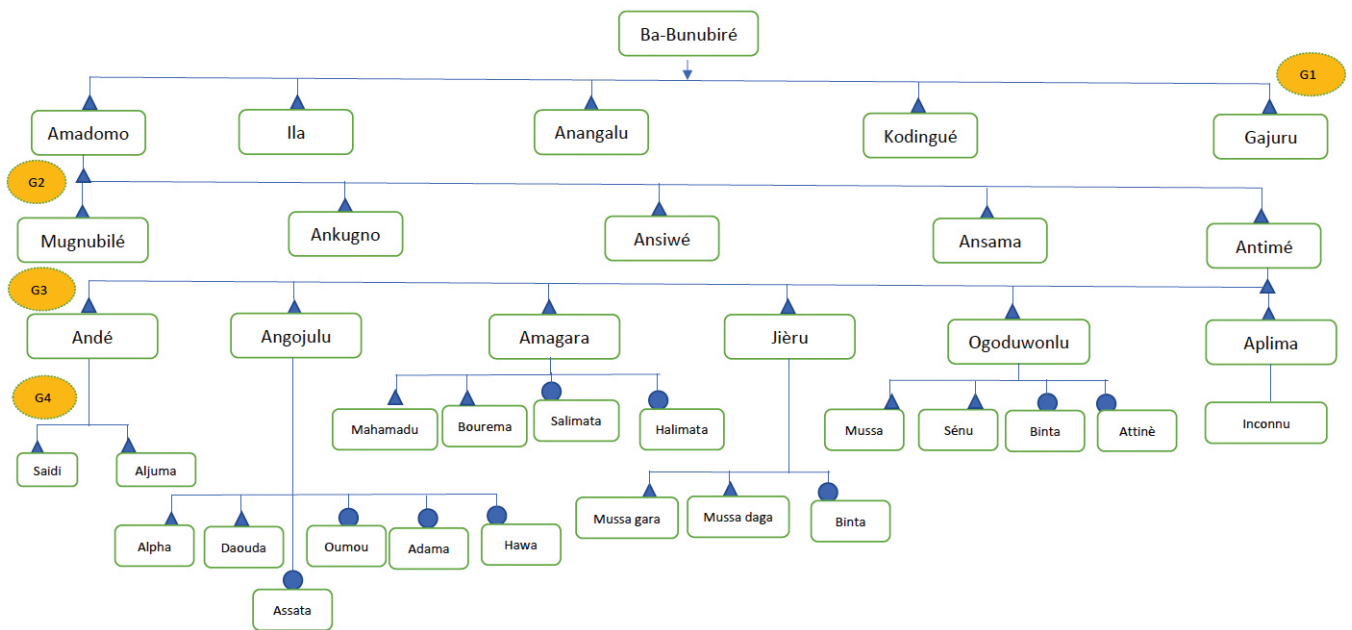 Ba-Bunubiré
G1
Amadomo
Ila
Anangalu
Kodingué
Gajuru
G2
Mugnubilé
Ankugno
Ansiwé
Ansama
Antimé
G3
Andé
Angojulu
Amagara
Jièru
Ogoduwonlu
Aplima
G4
Mahamadu
Bourema
Salimata
Halimata
Mussa
Sénu
Binta
Attinè
Inconnu
Saidi
Aljuma
Mussa gara
Mussa daga
Binta
Alpha
Daouda
Oumou
Adama
Hawa
Assata